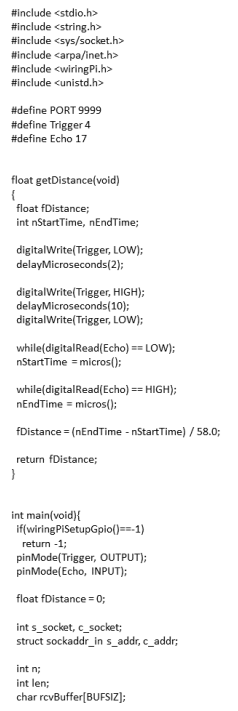 #include <stdio.h>
#include <string.h>
#include <sys/socket.h>
#include <arpa/inet.h>
#include <wiringPi.h>
#include <unistd.h>
#define PORT 9999
#define Trigger 4
#define Echo 17
float getDistance(void)
{
float fDistance;
int nStartTime, nEndTime;
digitalWrite(Trigger, LOW);
delayMicroseconds(2);
digitalWrite(Trigger, HIGH);
delayMicroseconds(10);
digitalWrite(Trigger, LOW);
while(digitalRead(Echo) == LOW);
nStartTime = micros();
while(digitalRead(Echo) == HIGH);
nEndTime = micros();
fDistance = (nEndTime - nStartTime) / 58.0;
return fDistance;
}
int main(void){
if(wiringPiSetupGpio()==-1)
return -1;
pinMode(Trigger, OUTPUT);
pinMode(Echo, INPUT);
float fDistance = 0;
int s_socket, c_socket;
struct sockaddr_in s_addr, c_addr;
int n;
int len;
char rcvBuffer[BUFSIZ];